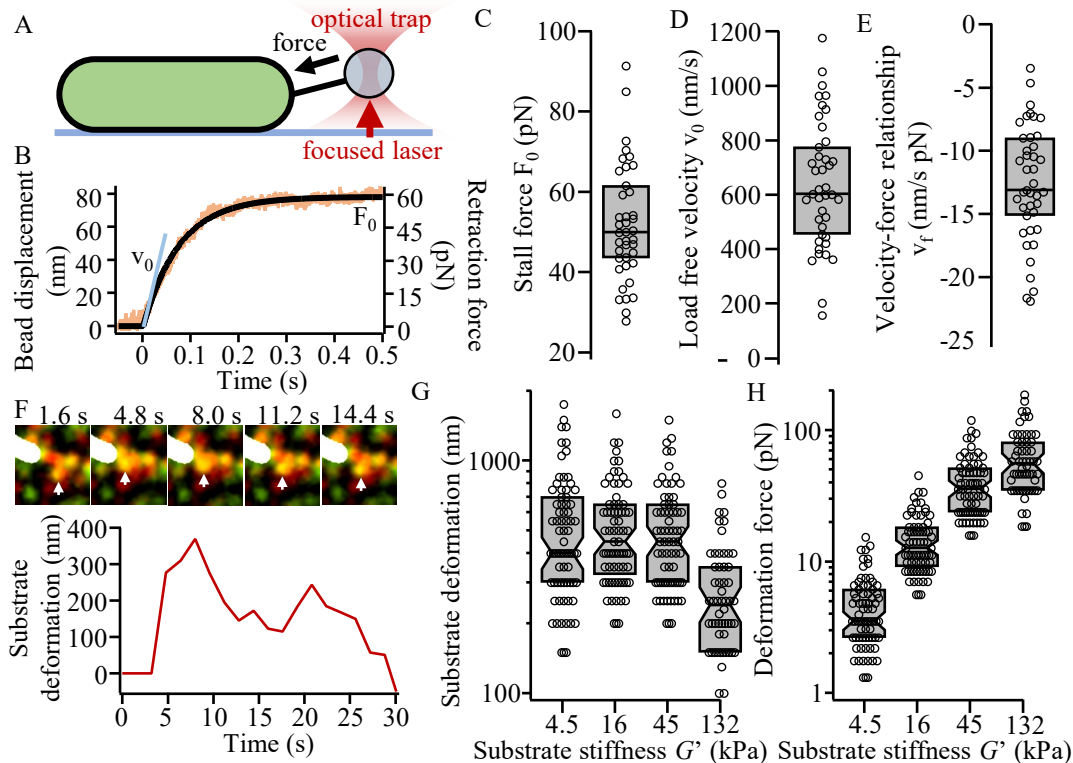 A
optical trap
force
focused laser
B
Bead displacement
(nm)
80
60
40
20
0
v0
F0
60
45
30
15
0
Retraction force
(pN)
0
0.1
0.2
0.3
0.4
0.5
Time (s)
C
Stall force F0 (pN)
100
80
60
40
20
D
Load free velocity v0 (nm/s)
1200
1000
800
600
400
200
- 0
E
Velocity-force relationship
vf (nm/s pN)
0
-5
-10
-15
-20
-25
F
1.6 s
4.8 s
8.0 s
11.2 s
14.4 s
Substrate
deformation (nm)
400
300
200
100
0
0
5
10
15
20
25
30
Time (s)
G
Substrate deformation (nm)
1000
100
4.5
16
45
132
Substrate stiffness G’ (kPa)
H
Deformation force (pN)
100
10
1
4.5
16
45
132
Substrate stiffness G’ (kPa)